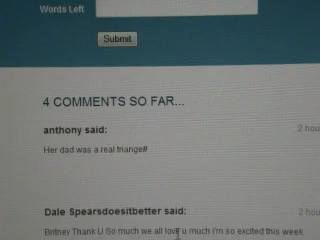 Words Left
Submit
4 COMMENTS SO FAR...
anthony said: 2 hou
Her dad was a real triange#
Dale Spearsdoesitbetter said: 2 hou
Britney Thank U.So much we all love u much i'm so excited this week